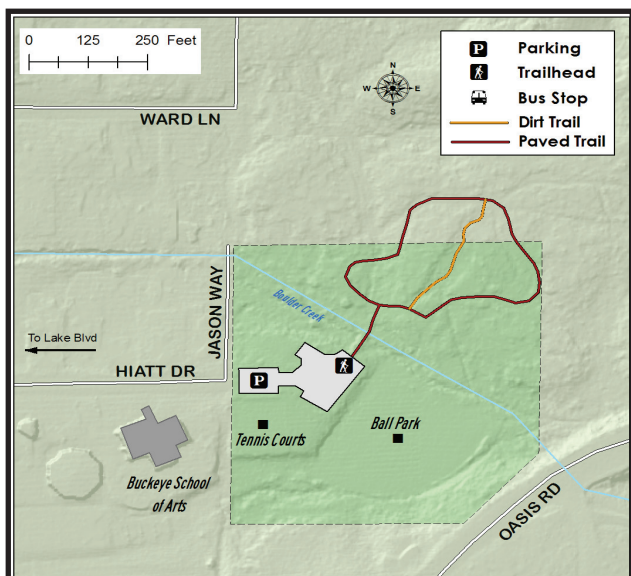 0 125 250 Feet
N
W E
S
P Parking
Trailhead
Bus Stop
Dirt Trail
Paved Trail
WARD LN
JASON WAY
Boulder Creek
To Lake Blvd
HIATT DR
P
Tennis Courts
Ball Park
Buckeye School
of Arts
OASIS RD